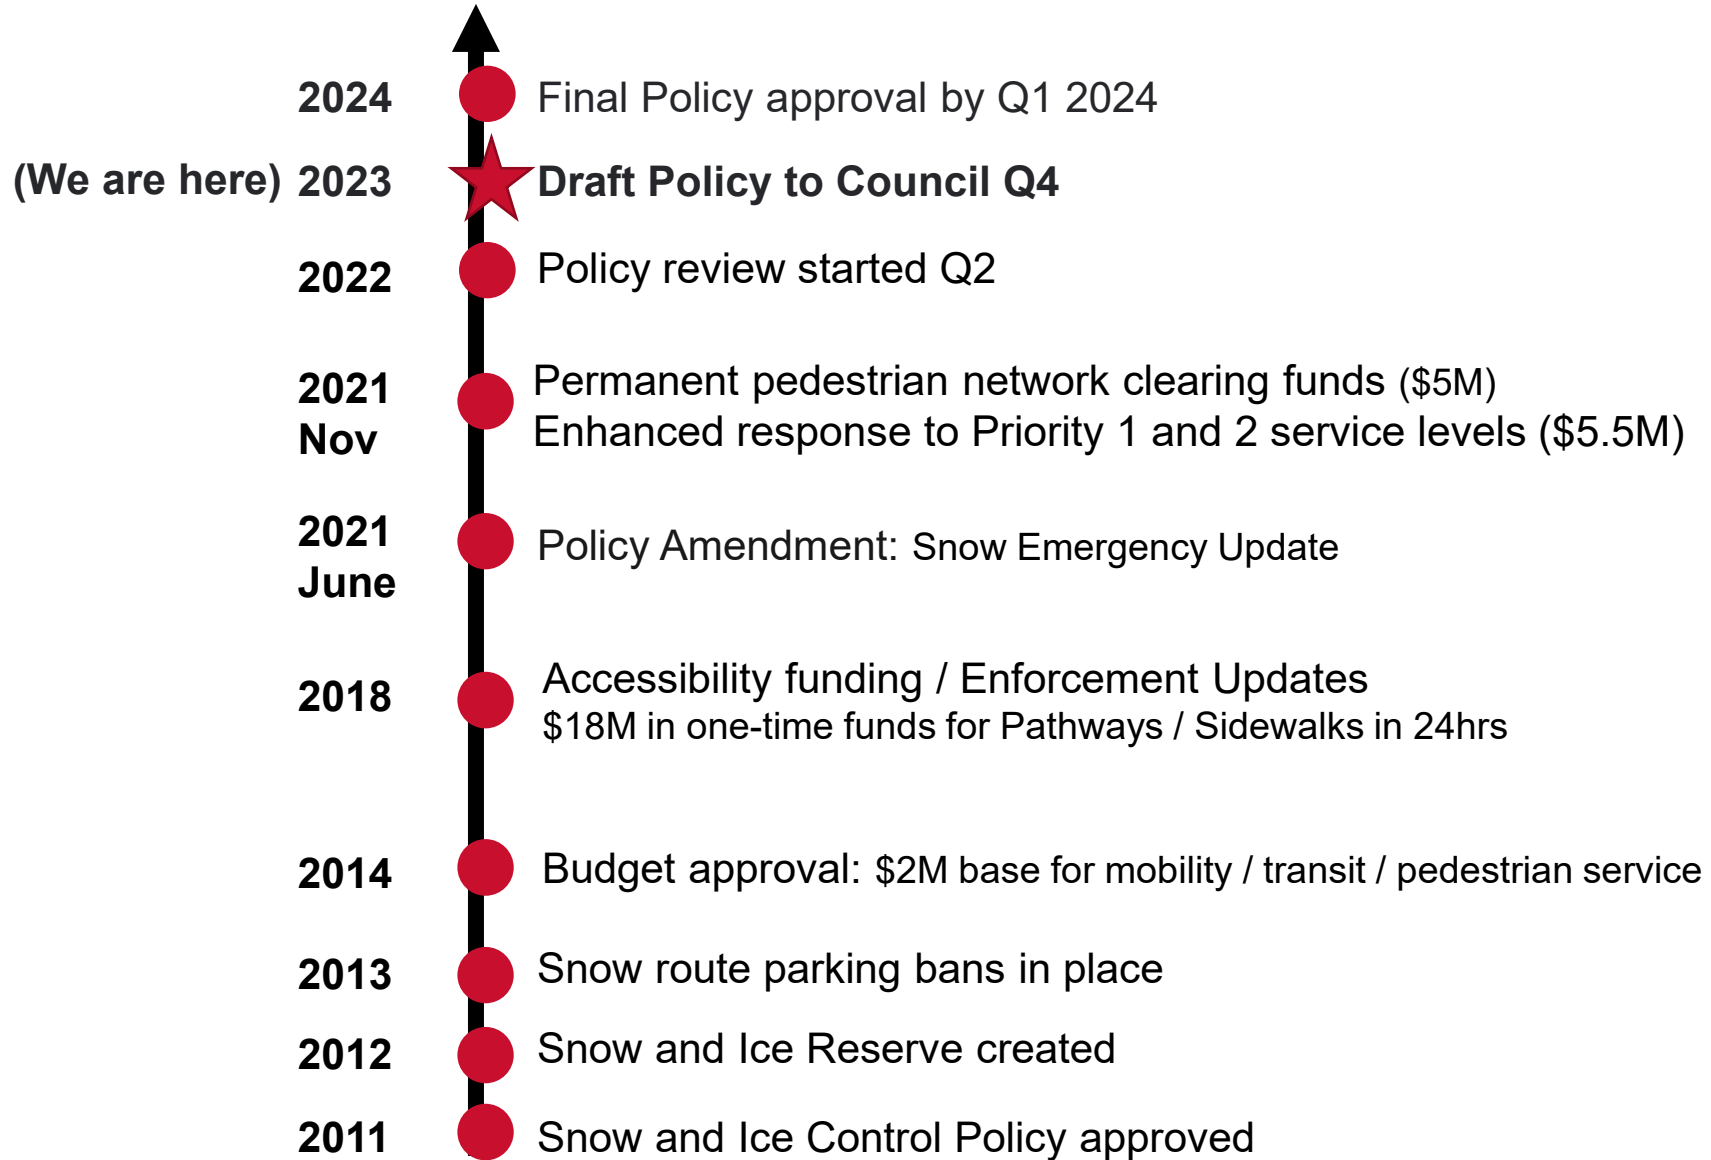 2024 Final Policy approval by Q1 2024
(We are here) 2023 Draft Policy to Council Q4
2022 Policy review started Q2
2021 Nov
Permanent pedestrian network clearing funds ($5M)
Enhanced response to Priority 1 and 2 service levels ($5.5M)
2021 June
Policy Amendment: Snow Emergency Update
2018
Accessibility funding / Enforcement Updates
$18M in one-time funds for Pathways / Sidewalks in 24hrs
2014 Budget approval: $2M base for mobility / transit / pedestrian service
2013 Snow route parking bans in place
2012 Snow and Ice Reserve created
2011 Snow and Ice Control Policy approved